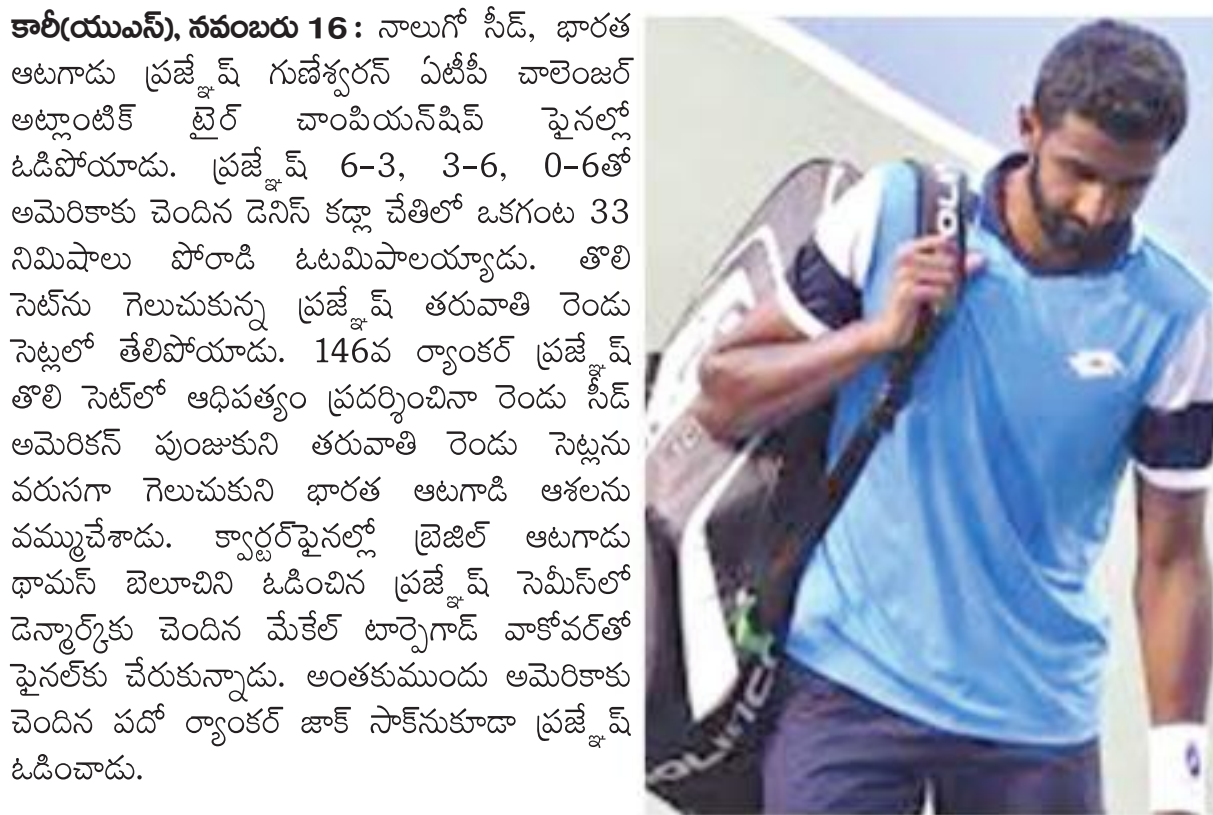 కారీ(యుఎస్), నవంబరు 16 : నాలుగో సీడ్, భారత
ఆటగాడు ప్రజ్ఞేష్ గుణేశ్వరన్ ఏటీపీ చాలెంజర్
అట్లాంటిక్ టైర్ చాంపియన్‌షిప్ ఫైనల్లో
ఓడిపోయాడు. ప్రజ్ఞేష్ 6-3, 3-6, 0-6తో
అమెరికాకు చెందిన డెనిస్ కడ్లా చేతిలో ఒకగంట 33
నిమిషాలు పోరాడి ఓటమిపాలయ్యాడు. తొలి
సెట్‌ను గెలుచుకున్న ప్రజ్ఞేష్ తరువాతి రెండు
సెట్లలో తేలిపోయాడు. 146వ ర్యాంకర్ ప్రజ్ఞేష్
తొలి సెట్‌లో ఆధిపత్యం ప్రదర్శించినా రెండు సీడ్
అమెరికన్ పుంజుకుని తరువాతి రెండు సెట్లను
వరుసగా గెలుచుకుని భారత ఆటగాడి ఆశలను
వమ్ముచేశాడు. క్వార్టర్‌ఫైనల్లో బ్రెజిల్ ఆటగాడు
థామస్ బెలూచిని ఓడించిన ప్రజ్ఞేష్ సెమీస్‌లో
డెన్మార్క్‌కు చెందిన మేకేల్ టార్పెగాడ్ వాకోవర్‌తో
ఫైనల్‌కు చేరుకున్నాడు. అంతకుముందు అమెరికాకు
చెందిన పదో ర్యాంకర్ జాక్ సాక్‌నుకూడా ప్రజ్ఞేష్
ఓడించాడు.